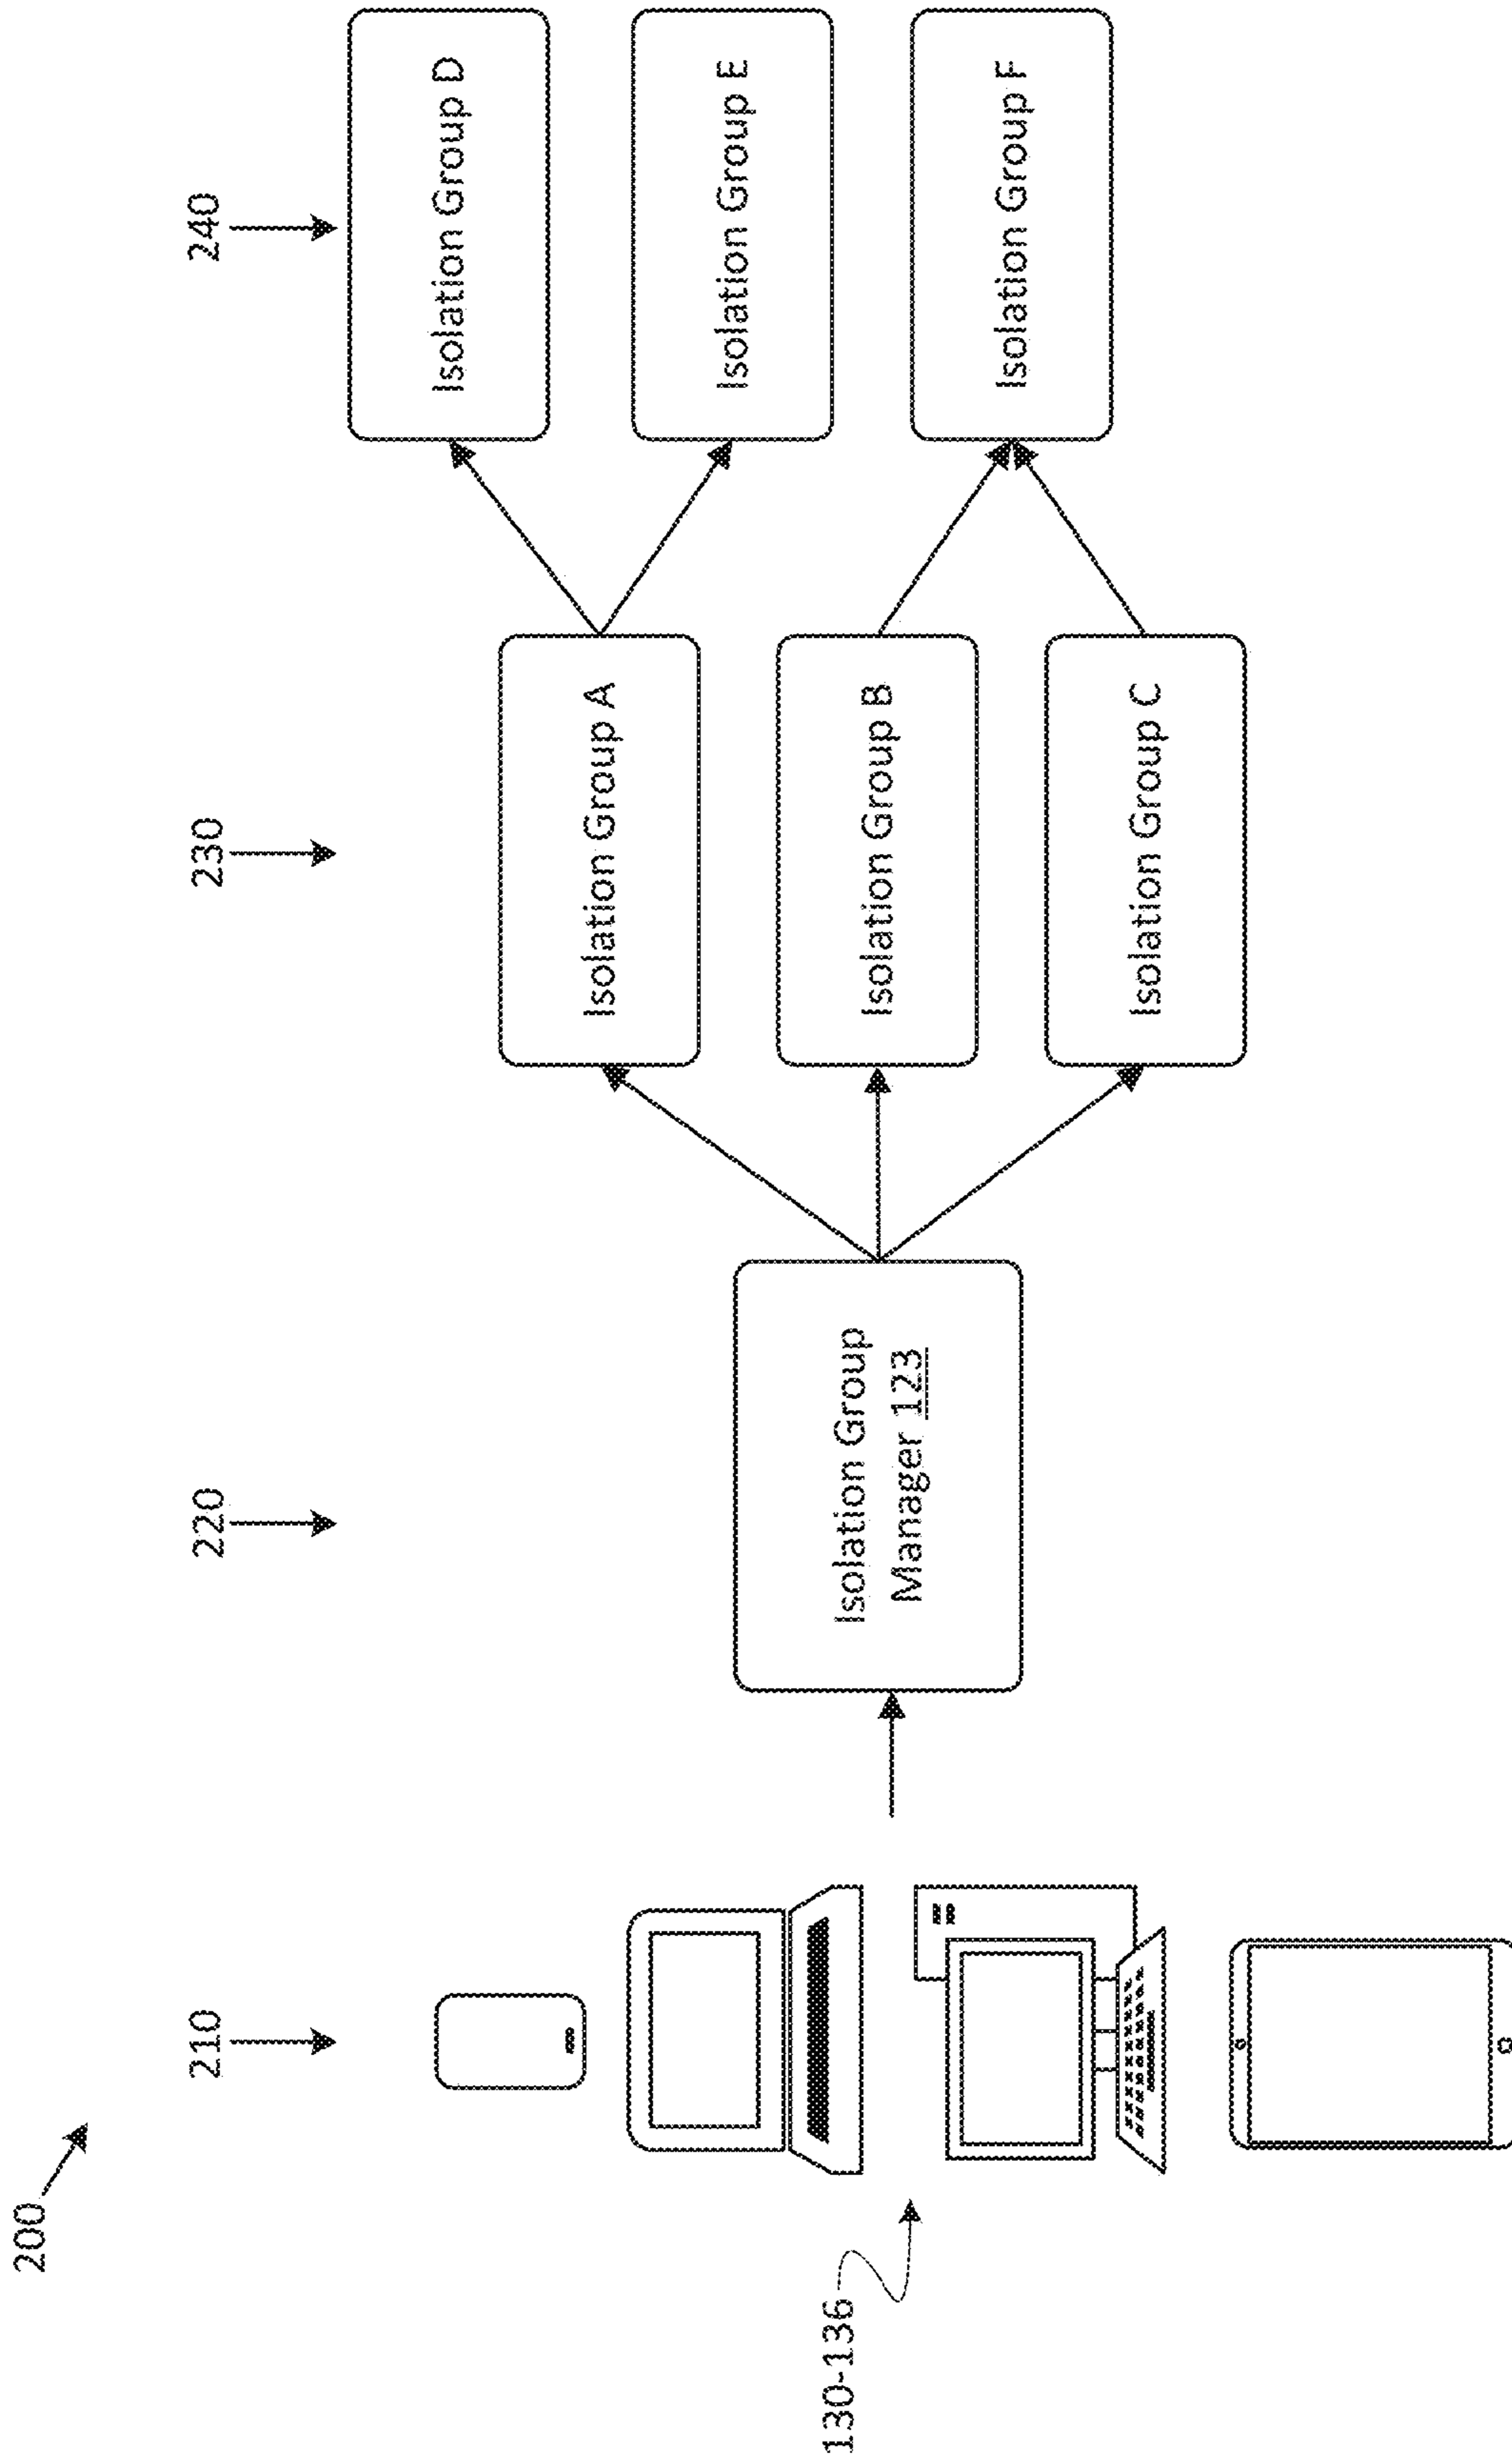 200
210
220
230
240
130-136
Isolation Group
Manager 123
Isolation Group A
Isolation Group B
Isolation Group C
Isolation Group D
Isolation Group E
Isolation Group F